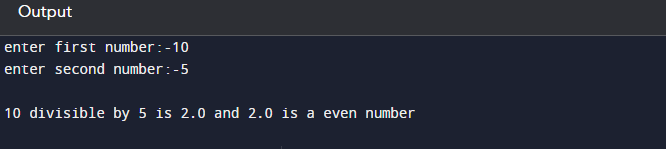 Output
enter first number:-10
enter second number:-5
10 divisible by 5 is 2.0 and 2.0 is a even number